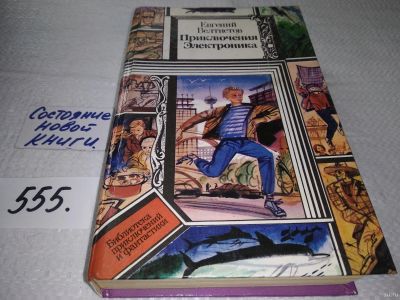 Евгений
Велтистов
Приключения
Электроника
Состояние
новой
книги.
555.
Библиотека
приключений
и фантастики